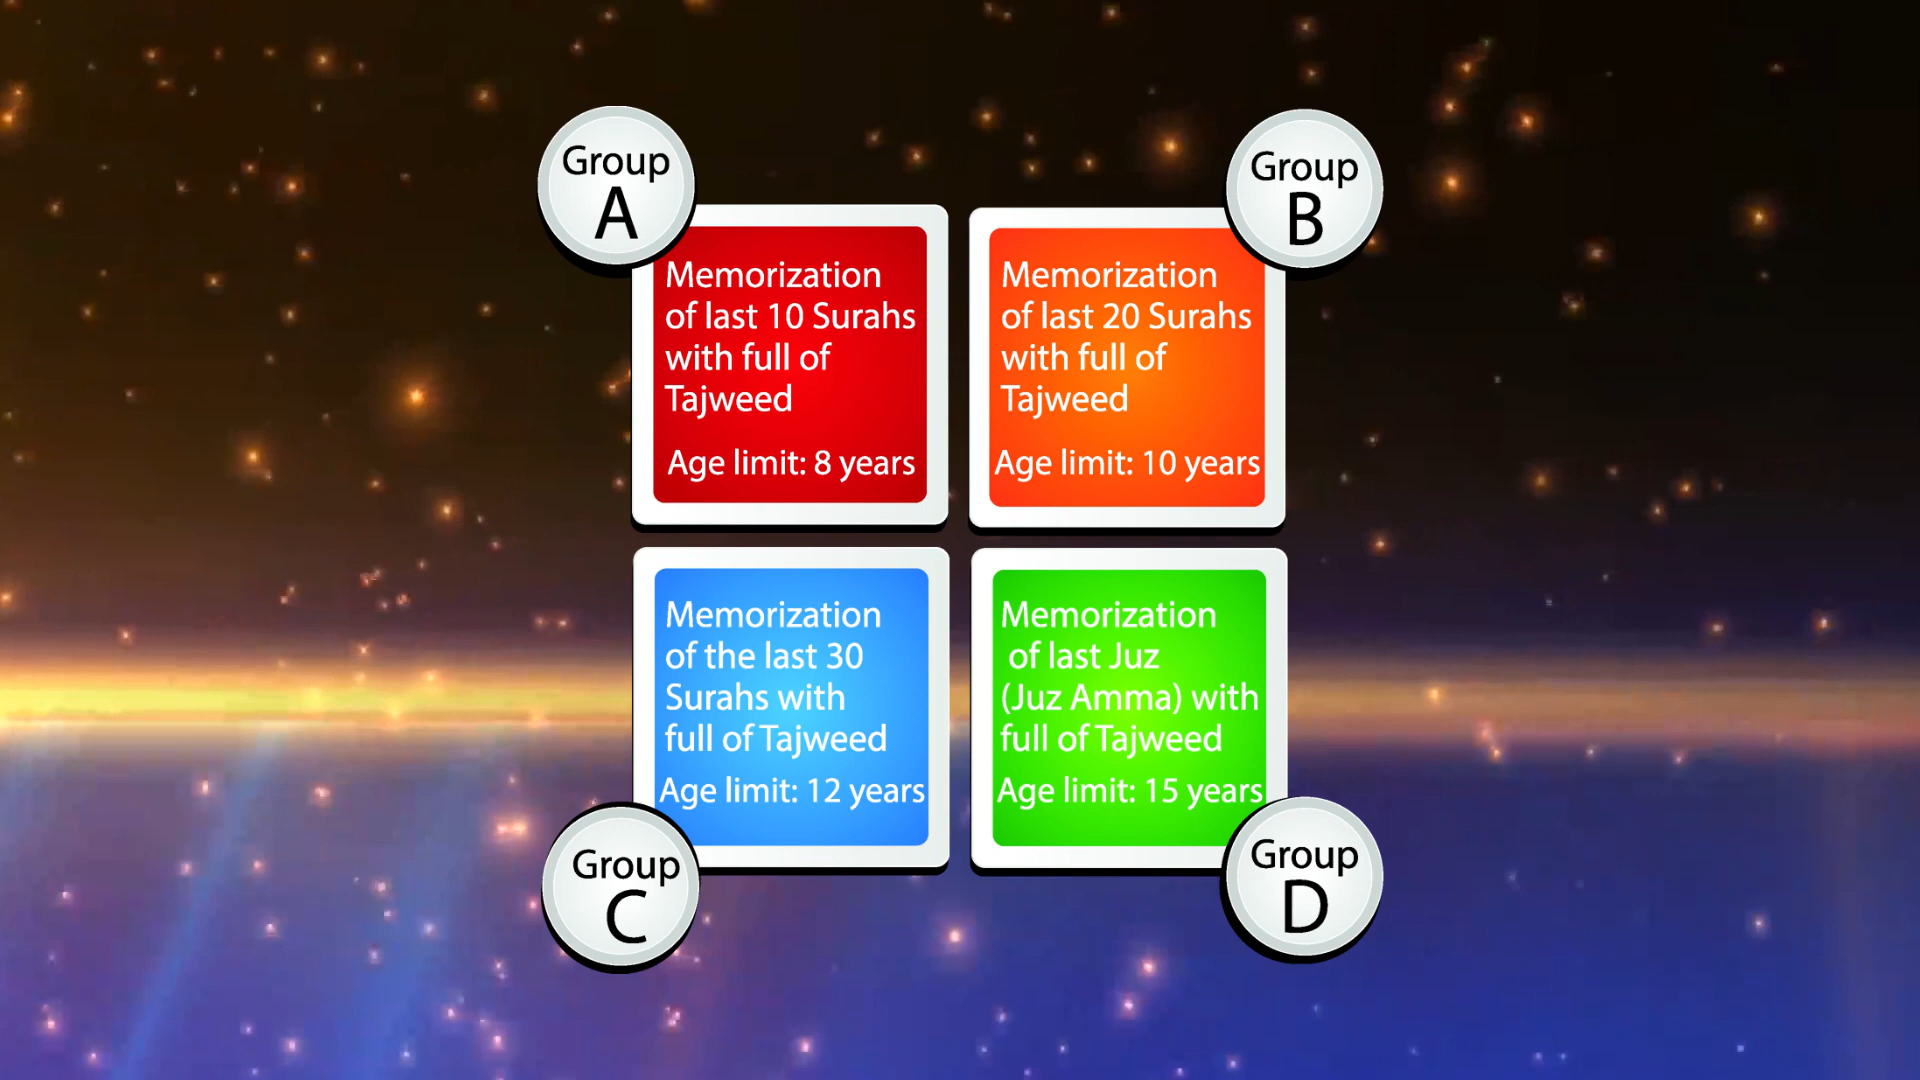 Group
A
Memorization
of last 10 Surahs
with full of
Tajweed
Age limit: 8 years
Group
B
Memorization
of last 20 Surahs
with full of
Tajweed
Age limit: 10 years
Memorization
of the last 30
Surahs with
full of Tajweed
Age limit: 12 years
Group
C
Memorization
of last Juz
(Juz Amma) with
full of Tajweed
Age limit: 15 years
Group
D